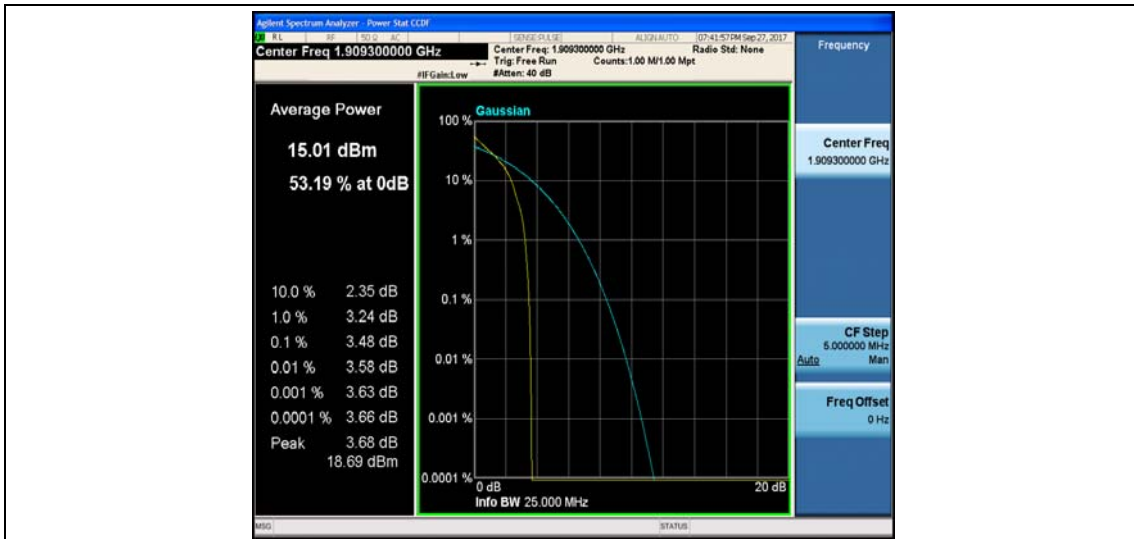 Agilent Spectrum Analyzer - Power Stat CCDF
RL RF 50 Ω AC SENSE:PULSE ALIGNAUTO 07:41:57 PM Sep 27, 2017
Center Freq 1.909300000 GHz
Center Freq: 1.909300000 GHz Radio Std: None
Trig: Free Run Counts:1.00 M/1.00 Mpt
#IFGain:Low #Atten: 40 dB
Frequency
Average Power
15.01 dBm
53.19 % at 0dB
10.0 % 2.35 dB
1.0 % 3.24 dB
0.1 % 3.48 dB
0.01 % 3.58 dB
0.001 % 3.63 dB
0.0001 % 3.66 dB
Peak 3.68 dB
18.69 dBm
Gaussian
100 %
10 %
1 %
0.1 %
0.01 %
0.001 %
0.0001 %
0 dB 20 dB
Info BW 25.000 MHz
Center Freq
1.909300000 GHz
CF Step
5.000000 MHz
Auto Man
Freq Offset
0 Hz
MSG STATUS